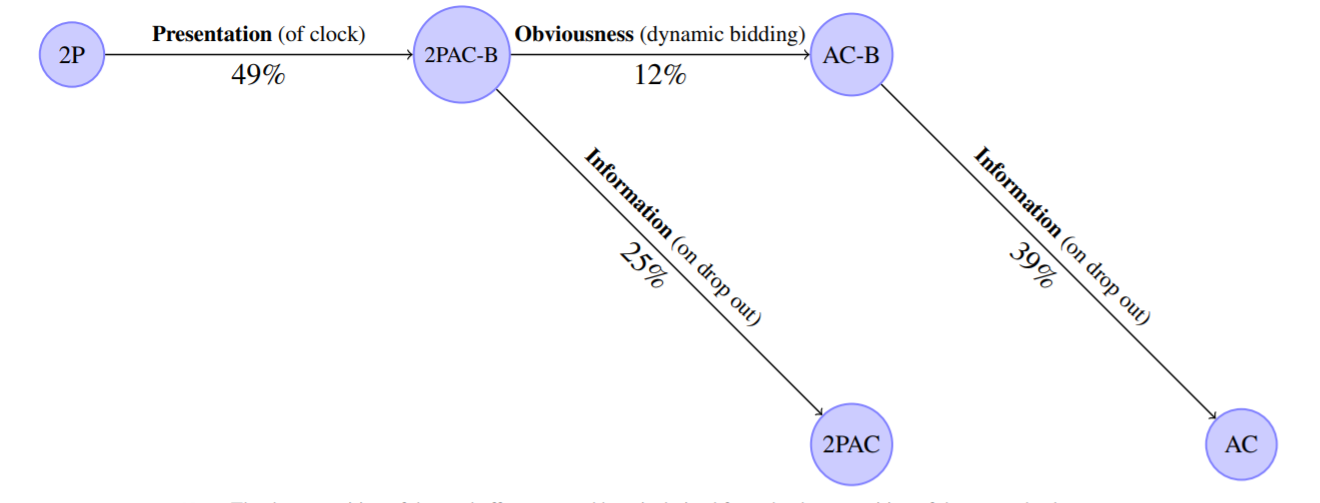 Presentation (of clock)
Obviousness (dynamic bidding)
2P
2PAC-B
AC-B
49%
12%
Information (on drop out)
25%
Information (on drop out)
39%
2PAC
AC